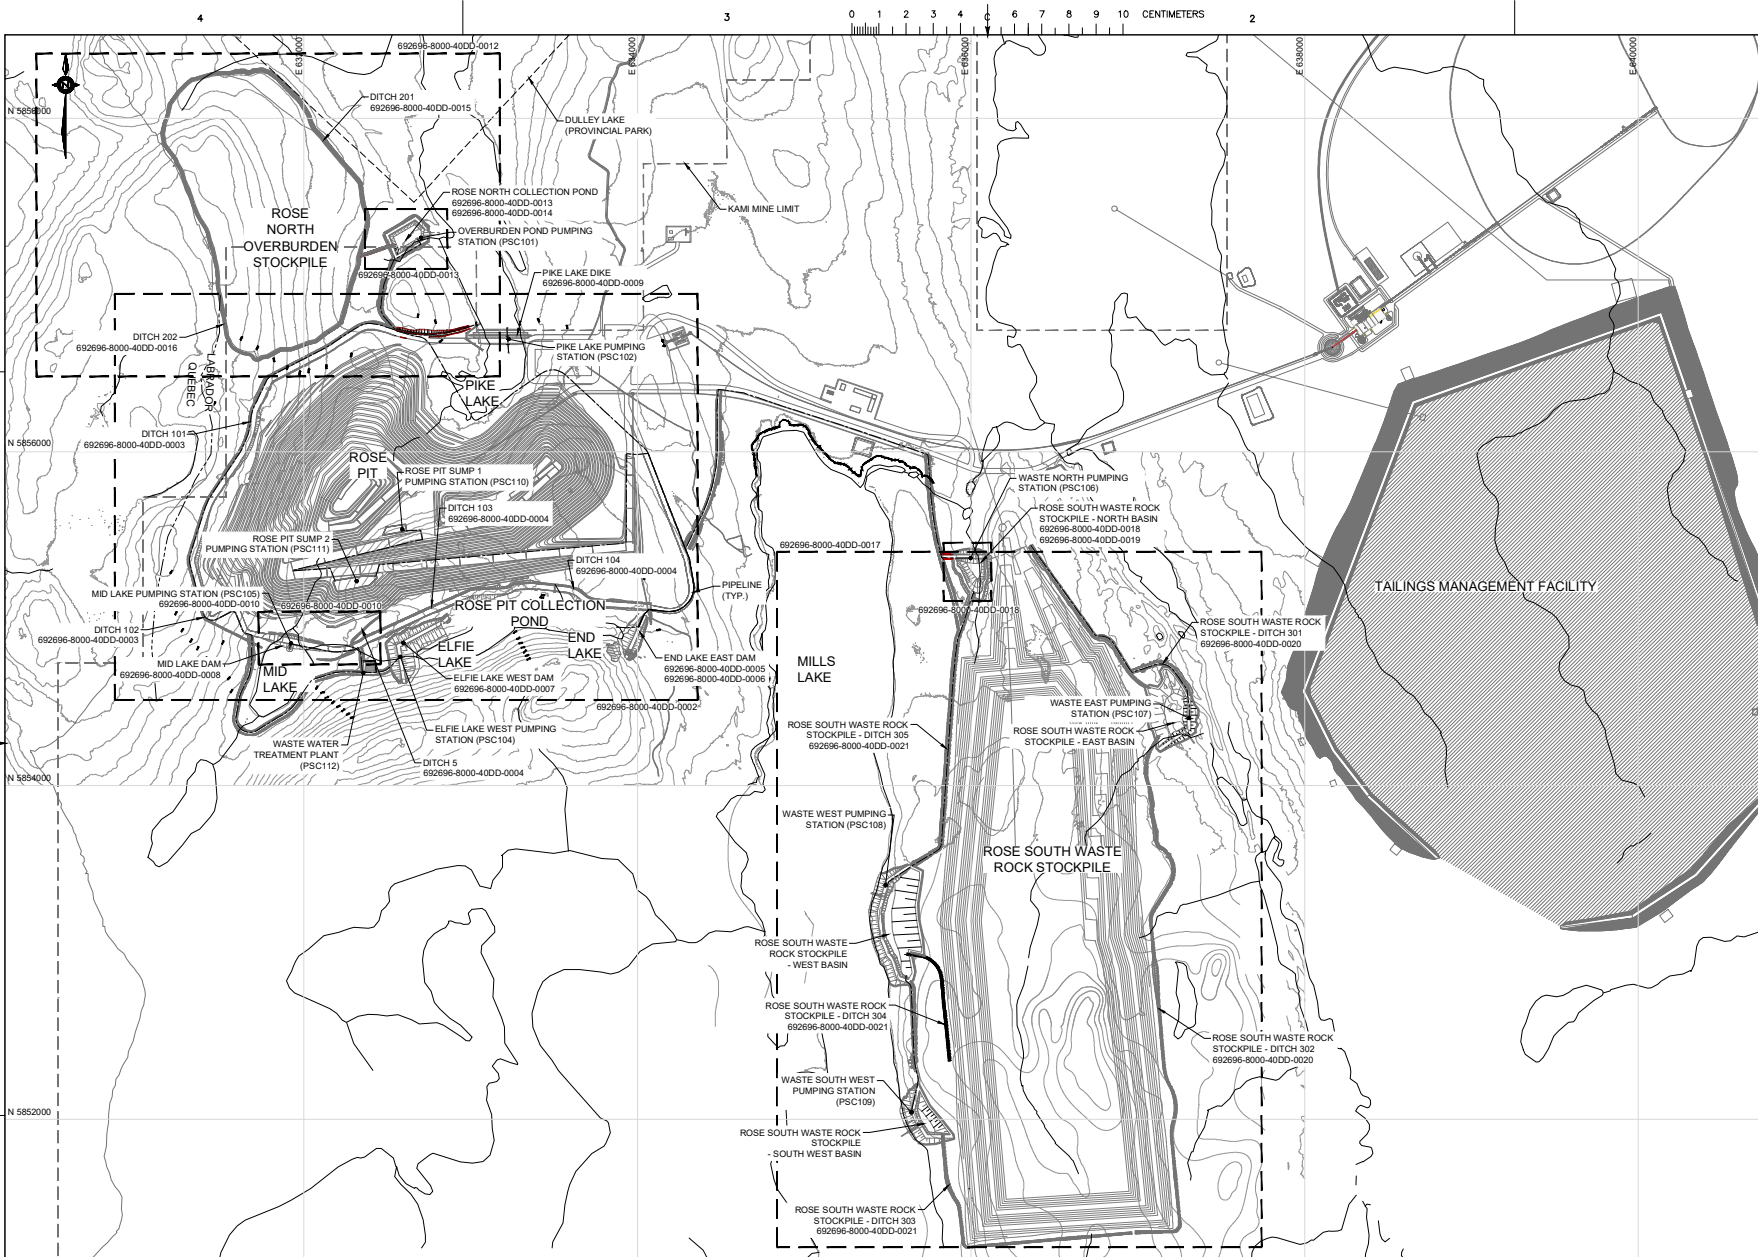 4
3
0 1 2 3 4 C 6 7 8 9 10 CENTIMETERS
2
692696-8000-40DD-0012
E 632000
E 634000
E 636000
E 638000
E 640000
N 5858000
N
DITCH 201
692696-8000-40DD-0015
DULLEY LAKE
(PROVINCIAL PARK)
ROSE NORTH COLLECTION POND
692696-8000-40DD-0013
692696-8000-40DD-0014
KAMI MINE LIMIT
ROSE
NORTH
OVERBURDEN
STOCKPILE
OVERBURDEN POND PUMPING
STATION (PSC101)
692696-8000-40DD-0013
PIKE LAKE DIKE
692696-8000-40DD-0009
DITCH 202
692696-8000-40DD-0016
PIKE LAKE PUMPING
STATION (PSC102)
LABRADOR
QUEBEC
PIKE
LAKE
DITCH 101
692696-8000-40DD-0003
N 5856000
ROSE
PIT
ROSE PIT SUMP 1
PUMPING STATION (PSC110)
WASTE NORTH PUMPING
STATION (PSC106)
DITCH 103
692696-8000-40DD-0004
ROSE SOUTH WASTE ROCK
STOCKPILE - NORTH BASIN
692696-8000-40DD-0018
692696-8000-40DD-0019
ROSE PIT SUMP 2
PUMPING STATION (PSC111)
692696-8000-40DD-0017
DITCH 104
692696-8000-40DD-0004
TAILINGS MANAGEMENT FACILITY
MID LAKE PUMPING STATION (PSC105)
692696-8000-40DD-0010
692696-8000-40DD-0010
PIPELINE
(TYP.)
ROSE PIT COLLECTION
POND
692696-8000-40DD-0018
DITCH 102
692696-8000-40DD-0003
ROSE SOUTH WASTE ROCK
STOCKPILE - DITCH 301
692696-8000-40DD-0020
END
LAKE
ELFIE
LAKE
MID LAKE DAM
692696-8000-40DD-0008
END LAKE EAST DAM
692696-8000-40DD-0005
692696-8000-40DD-0006
MILLS
LAKE
MID
LAKE
ELFIE LAKE WEST DAM
692696-8000-40DD-0007
692696-8000-40DD-0002
WASTE EAST PUMPING
STATION (PSC107)
ROSE SOUTH WASTE ROCK
STOCKPILE - DITCH 305
692696-8000-40DD-0021
ROSE SOUTH WASTE ROCK
STOCKPILE - EAST BASIN
ELFIE LAKE WEST PUMPING
STATION (PSC104)
WASTE WATER
TREATMENT PLANT
(PSC112)
DITCH 5
692696-8000-40DD-0004
N 5854000
WASTE WEST PUMPING
STATION (PSC108)
ROSE SOUTH WASTE
ROCK STOCKPILE
ROSE SOUTH WASTE
ROCK STOCKPILE
- WEST BASIN
ROSE SOUTH WASTE ROCK
STOCKPILE - DITCH 304
692696-8000-40DD-0021
ROSE SOUTH WASTE ROCK
STOCKPILE - DITCH 302
692696-8000-40DD-0020
WASTE SOUTH WEST
PUMPING STATION
(PSC109)
N 5852000
ROSE SOUTH WASTE ROCK
STOCKPILE
- SOUTH WEST BASIN
ROSE SOUTH WASTE ROCK
STOCKPILE - DITCH 303
692696-8000-40DD-0021